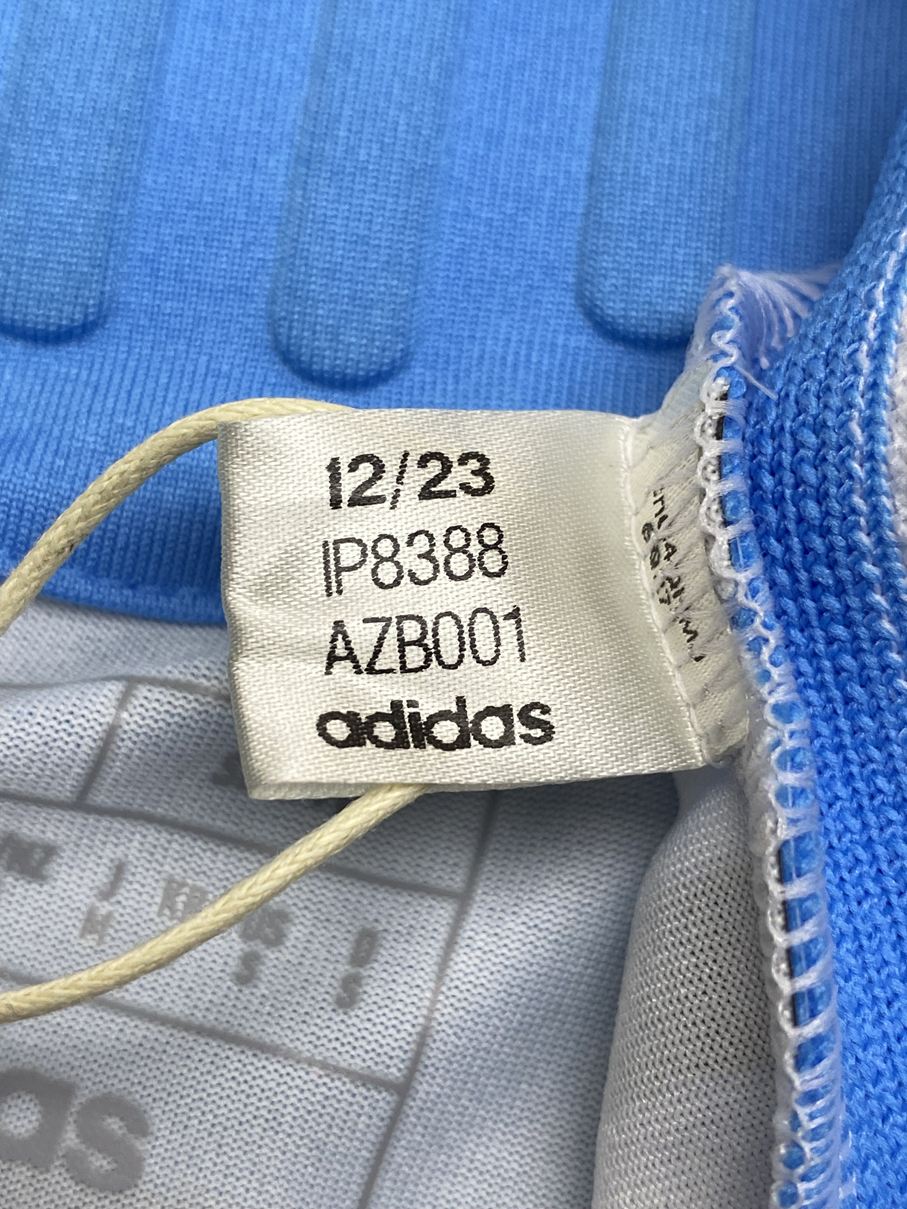 12/23
IP8388
AZB001
adidas
J
M
S
D
S